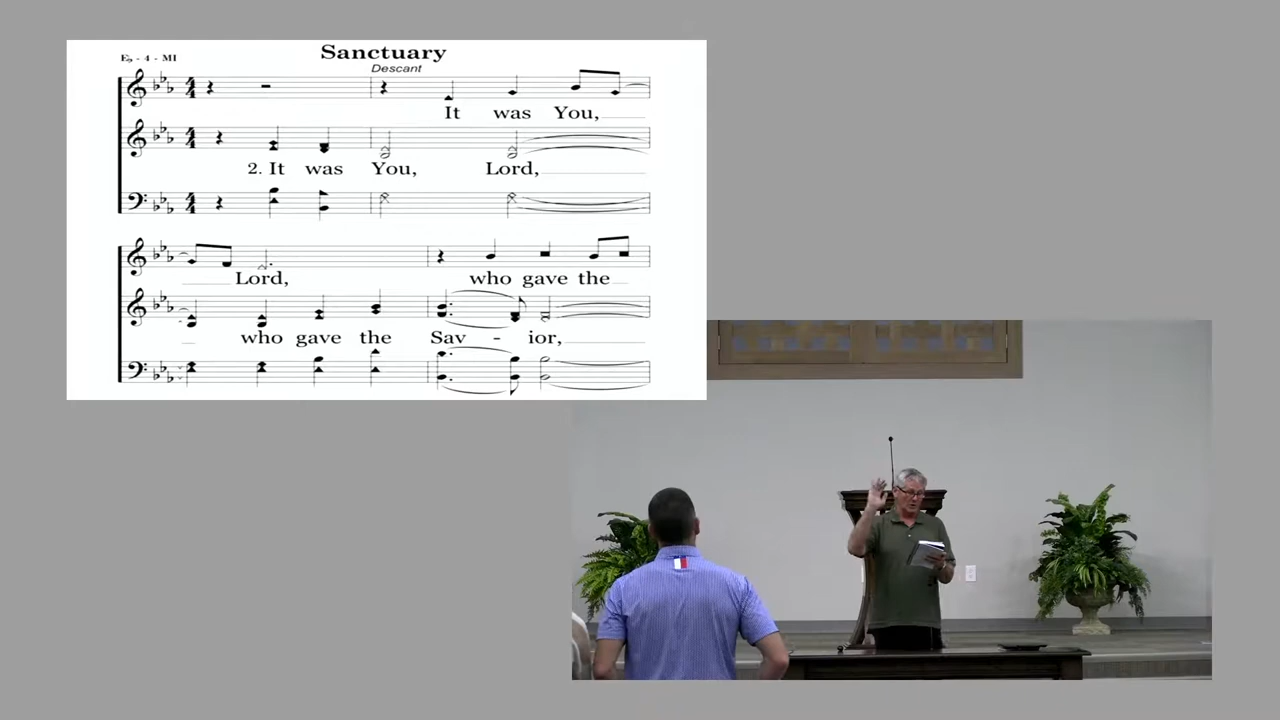 Sanctuary
E♭ - 4 - MI
Descant
It was You,
2. It was You, Lord,
Lord, who gave the
who gave the Sav - ior,